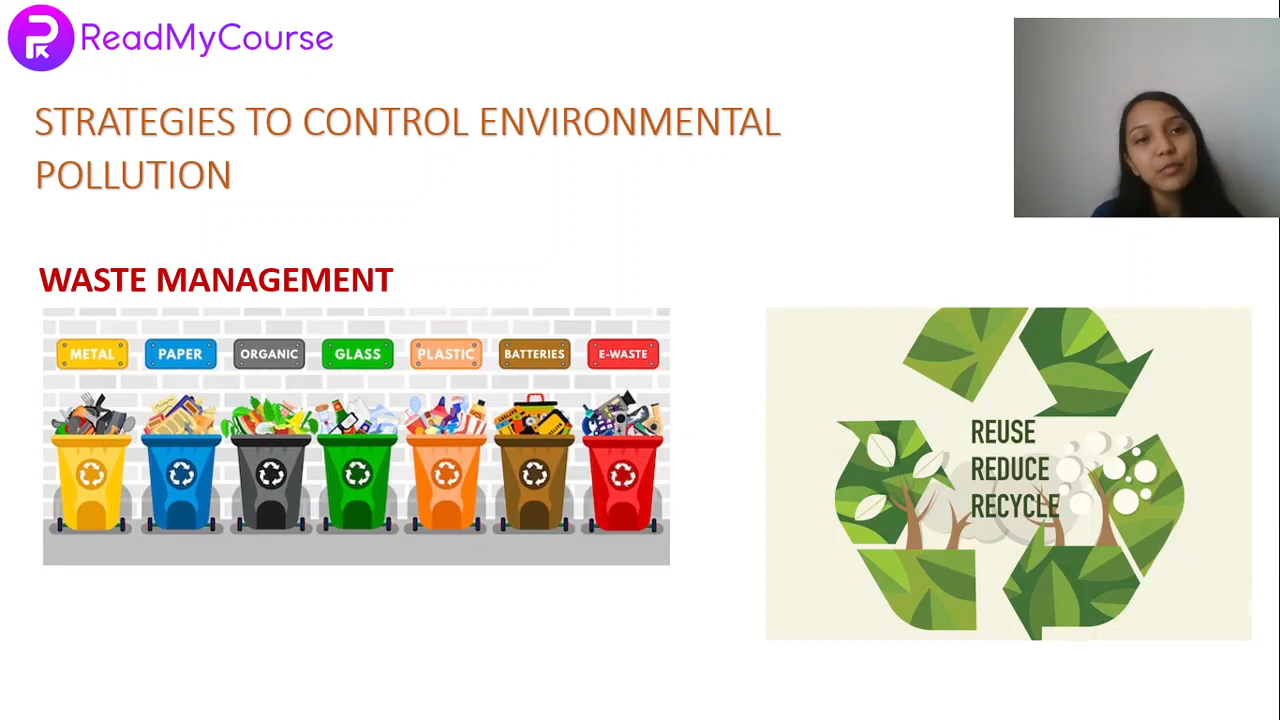 ReadMyCourse
STRATEGIES TO CONTROL ENVIRONMENTAL
POLLUTION
WASTE MANAGEMENT
METAL PAPER ORGANIC GLASS PLASTIC BATTERIES E-WASTE
REUSE
REDUCE
RECYCLE